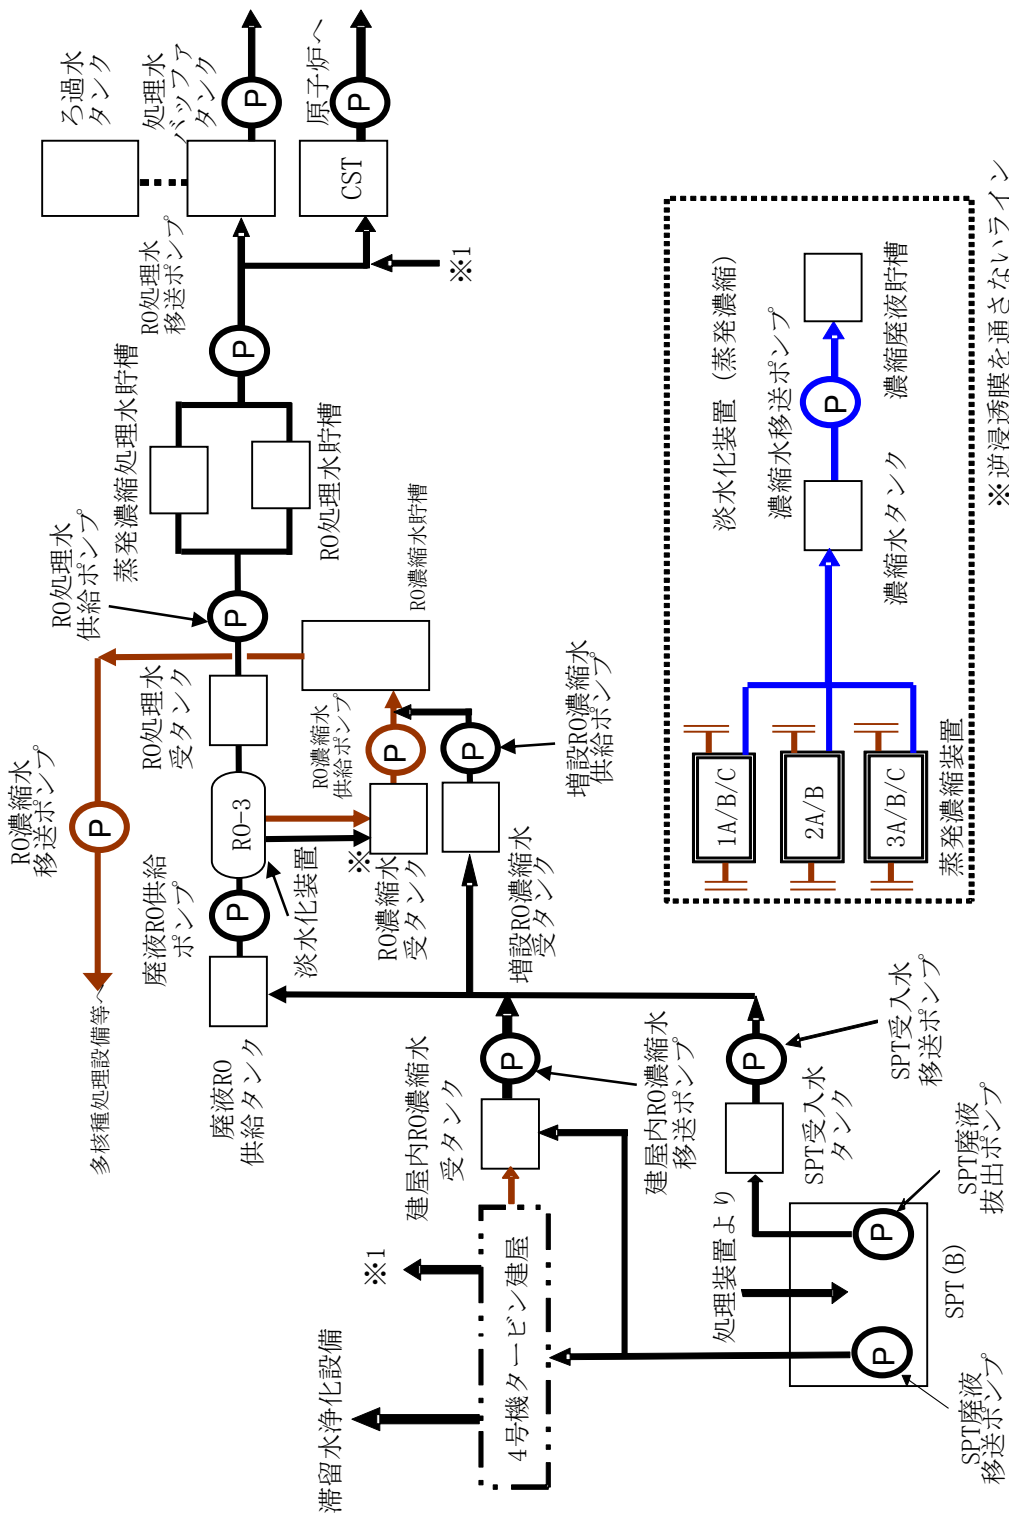 ろ過水
タンク
処理水
バッファ
タンク
P
原子炉へ
P
CST
※1
RO処理水
移送ポンプ
P
蒸発濃縮処理水貯槽
RO処理水貯槽
RO処理水
供給ポンプ
P
RO濃縮水貯槽
RO処理水
受タンク
RO濃縮水
供給ポンプ
P
増設RO濃縮水
供給ポンプ
P
RO濃縮水
移送ポンプ
P
RO-3
淡水化装置
※
RO濃縮水
受タンク
増設RO濃縮水
受タンク
廃液RO供給
ポンプ
P
多核種処理設備等へ
廃液RO
供給タンク
建屋内RO濃縮水
受タンク
P
建屋内RO濃縮水
移送ポンプ
P
SPT受入水
移送ポンプ
SPT受入水
タンク
※1
滞留水浄化設備
4号機タービン建屋
処理装置より
P
SPT廃液
抜出ポンプ
SPT(B)
P
SPT廃液
移送ポンプ
淡水化装置（蒸発濃縮）
濃縮水移送ポンプ
P
濃縮廃液貯槽
濃縮水タンク
1A/B/C
2A/B
3A/B/C
蒸発濃縮装置
※逆浸透膜を通さないライン